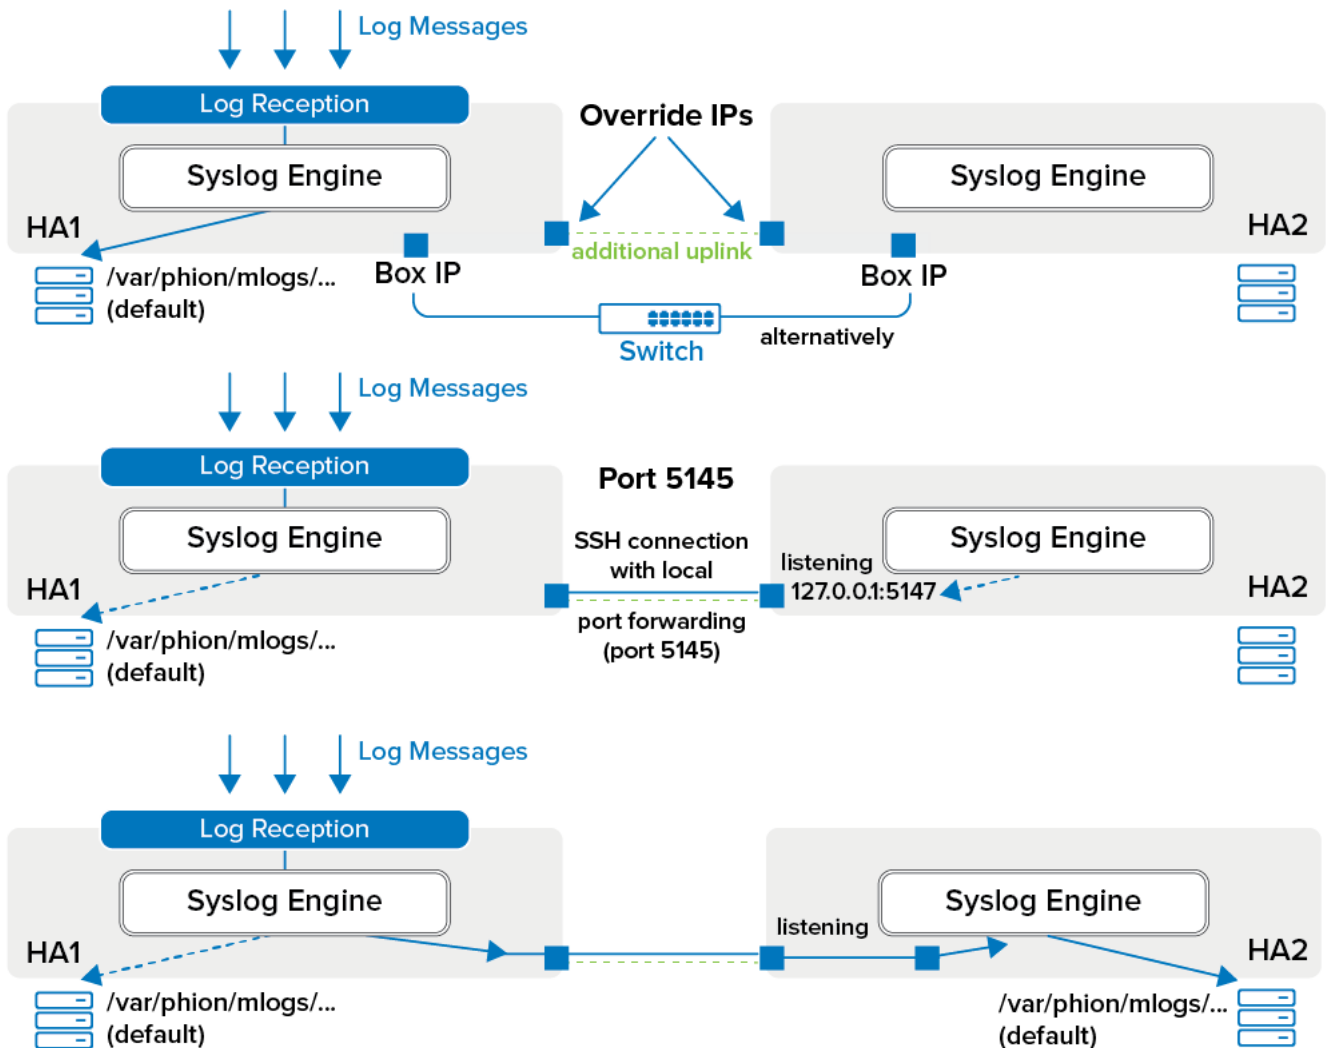 Log Messages
Log Reception
Override IPs
Syslog Engine
Syslog Engine
HA1
HA2
additional uplink
/var/phion/mlogs/...
(default)
Box IP
Box IP
Switch
alternatively
Log Messages
Log Reception
Port 5145
Syslog Engine
SSH connection
with local
listening
127.0.0.1:5147
Syslog Engine
HA1
HA2
port forwarding
(port 5145)
/var/phion/mlogs/...
(default)
Log Messages
Log Reception
Syslog Engine
listening
Syslog Engine
HA1
HA2
/var/phion/mlogs/...
(default)
/var/phion/mlogs/...
(default)